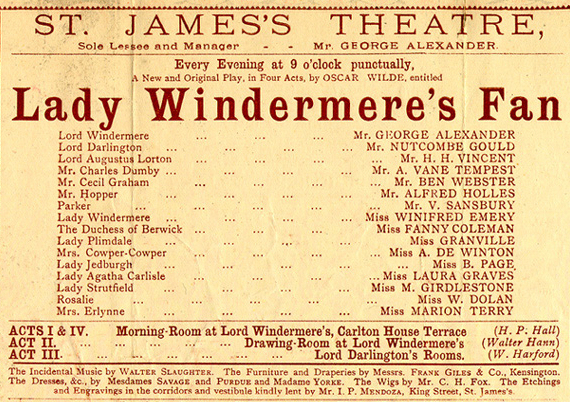 ST. JAMES'S THEATRE,
Sole Lessee and Manager - - Mr. GEORGE ALEXANDER.
Every Evening at 9 o'clock punctually,
A New and Original Play, in Four Acts, by OSCAR WILDE, entitled
Lady Windermere's Fan
Lord Windermere ... ... ... Mr. GEORGE ALEXANDER
Lord Darlington ... ... ... ... Mr. NUTCOMBE GOULD
Lord Augustus Lorton ... ... ... Mr. H. H. VINCENT
Mr. Charles Dumby ... ... ... ... Mr. A. VANE TEMPEST
Mr. Cecil Graham ... ... ... ... Mr. BEN WEBSTER
Mr. Hopper ... ... ... ... Mr. ALFRED HOLLES
Parker ... ... ... ... Mr. V. SANSBURY
Lady Windermere ... ... ... ... Miss WINIFRED EMERY
The Duchess of Berwick ... ... ... ... Miss FANNY COLEMAN
Lady Plimdale ... ... ... ... Miss GRANVILLE
Mrs. Cowper-Cowper ... ... ... Miss A. DE WINTON
Lady Jedburgh ... ... ... ... Miss B. PAGE
Lady Agatha Carlisle ... ... ... Miss LAURA GRAVES
Lady Strutfield ... ... ... ... Miss M. GIRDLESTONE
Rosalie ... ... ... ... ... Miss W. DOLAN
Mrs. Erlynne ... ... ... ... Miss MARION TERRY
ACTS I & IV. Morning-Room at Lord Windermere's, Carlton House Terrace (H. P. Hall)
ACT II. ... ... ... ... Drawing-Room at Lord Windermere's (Walter Hann)
ACT III. ... ... ... ... ... Lord Darlington's Rooms. (W. Harford)
The Incidental Music by WALTER SLAUGHTER. The Furniture and Draperies by Messrs. FRANK GILES & Co., Kensington.
The Dresses, &c., by Mesdames SAVAGE and PURDUE and Madame YORKE. The Wigs by Mr. C. H. FOX. The Etchings
and Engravings in the corridors and vestibule kindly lent by Mr. I. P. MENDOZA, King Street, St. James's.